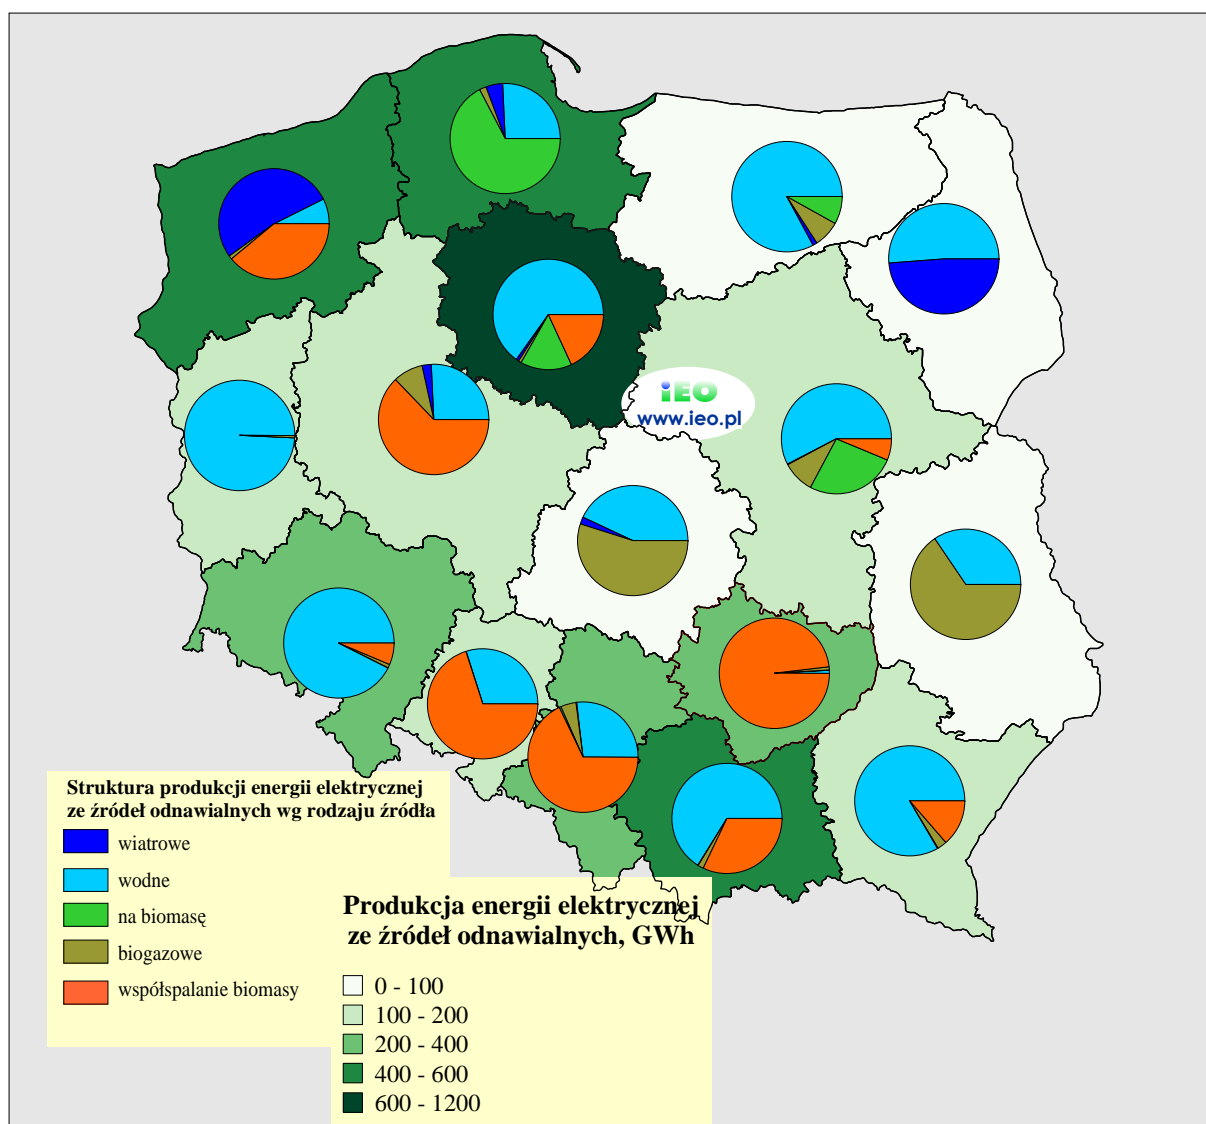 iEO
www.ieo.pl
Struktura produkcji energii elektrycznej
ze źródeł odnawialnych wg rodzaju źródła
wiatrowe
wodne
na biomasę
biogazowe
współspalanie biomasy
Produkcja energii elektrycznej
ze źródeł odnawialnych, GWh
0 - 100
100 - 200
200 - 400
400 - 600
600 - 1200